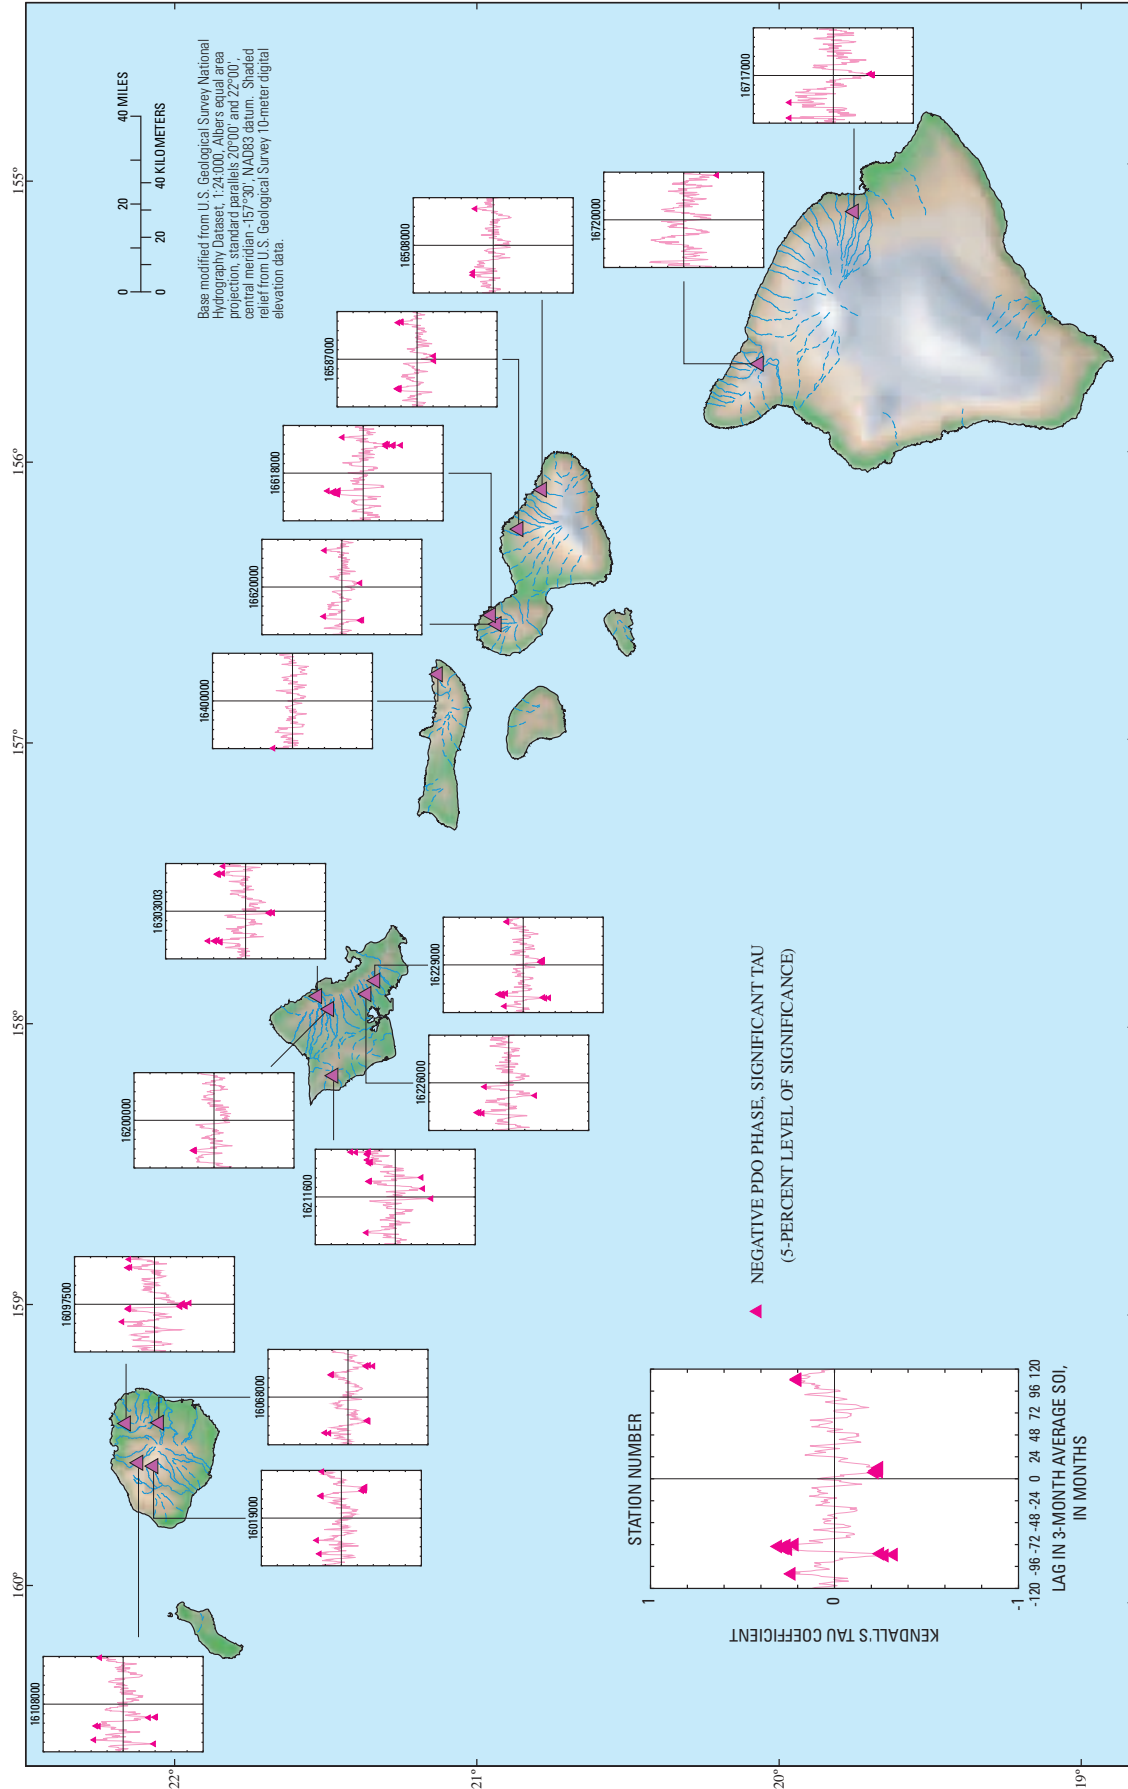 160°
159°
158°
157°
156°
155°
22°
21°
20°
19°
0 20 40 MILES
0 20 40 KILOMETERS
Base modified from U.S. Geological Survey National
Hydrography Dataset, 1:24:000, Albers equal area
projection, standard parallels 20°00' and 22°00',
central meridian -157°30', NAD83 datum. Shaded
relief from U.S. Geological Survey 10-meter digital
elevation data.
16108000
16019000
16068000
16097500
16211600
16200000
16226000
16229000
16303003
16400000
16620000
16618000
16587000
16508000
16720000
16717000
STATION NUMBER
KENDALL'S TAU COEFFICIENT
1
0
-1
-120 -96 -72 -48 -24 0 24 48 72 96 120
LAG IN 3-MONTH AVERAGE SOI,
IN MONTHS
NEGATIVE PDO PHASE, SIGNIFICANT TAU
(5-PERCENT LEVEL OF SIGNIFICANCE)